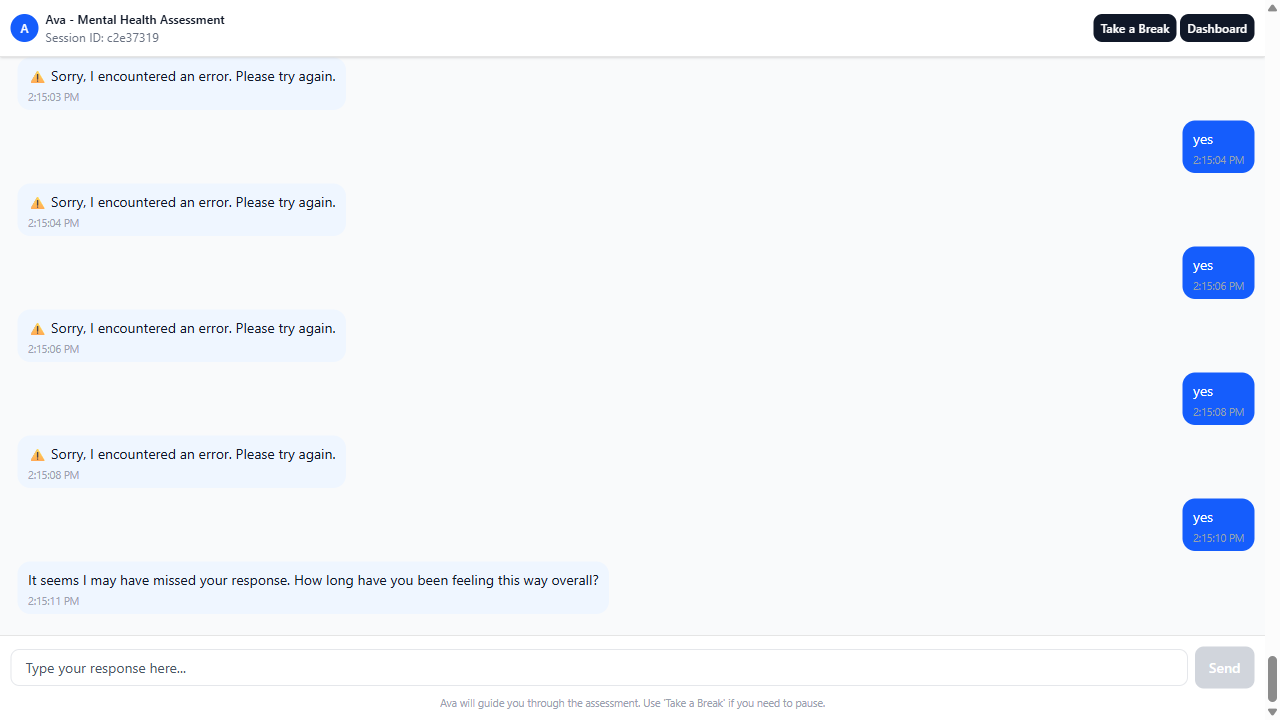 A
Ava - Mental Health Assessment
Session ID: c2e37319
Take a Break
Dashboard
⚠️ Sorry, I encountered an error. Please try again.
2:15:03 PM
yes
2:15:04 PM
⚠️ Sorry, I encountered an error. Please try again.
2:15:04 PM
yes
2:15:06 PM
⚠️ Sorry, I encountered an error. Please try again.
2:15:06 PM
yes
2:15:08 PM
⚠️ Sorry, I encountered an error. Please try again.
2:15:08 PM
yes
2:15:10 PM
It seems I may have missed your response. How long have you been feeling this way overall?
2:15:11 PM
Type your response here...
Send
Ava will guide you through the assessment. Use 'Take a Break' if you need to pause.